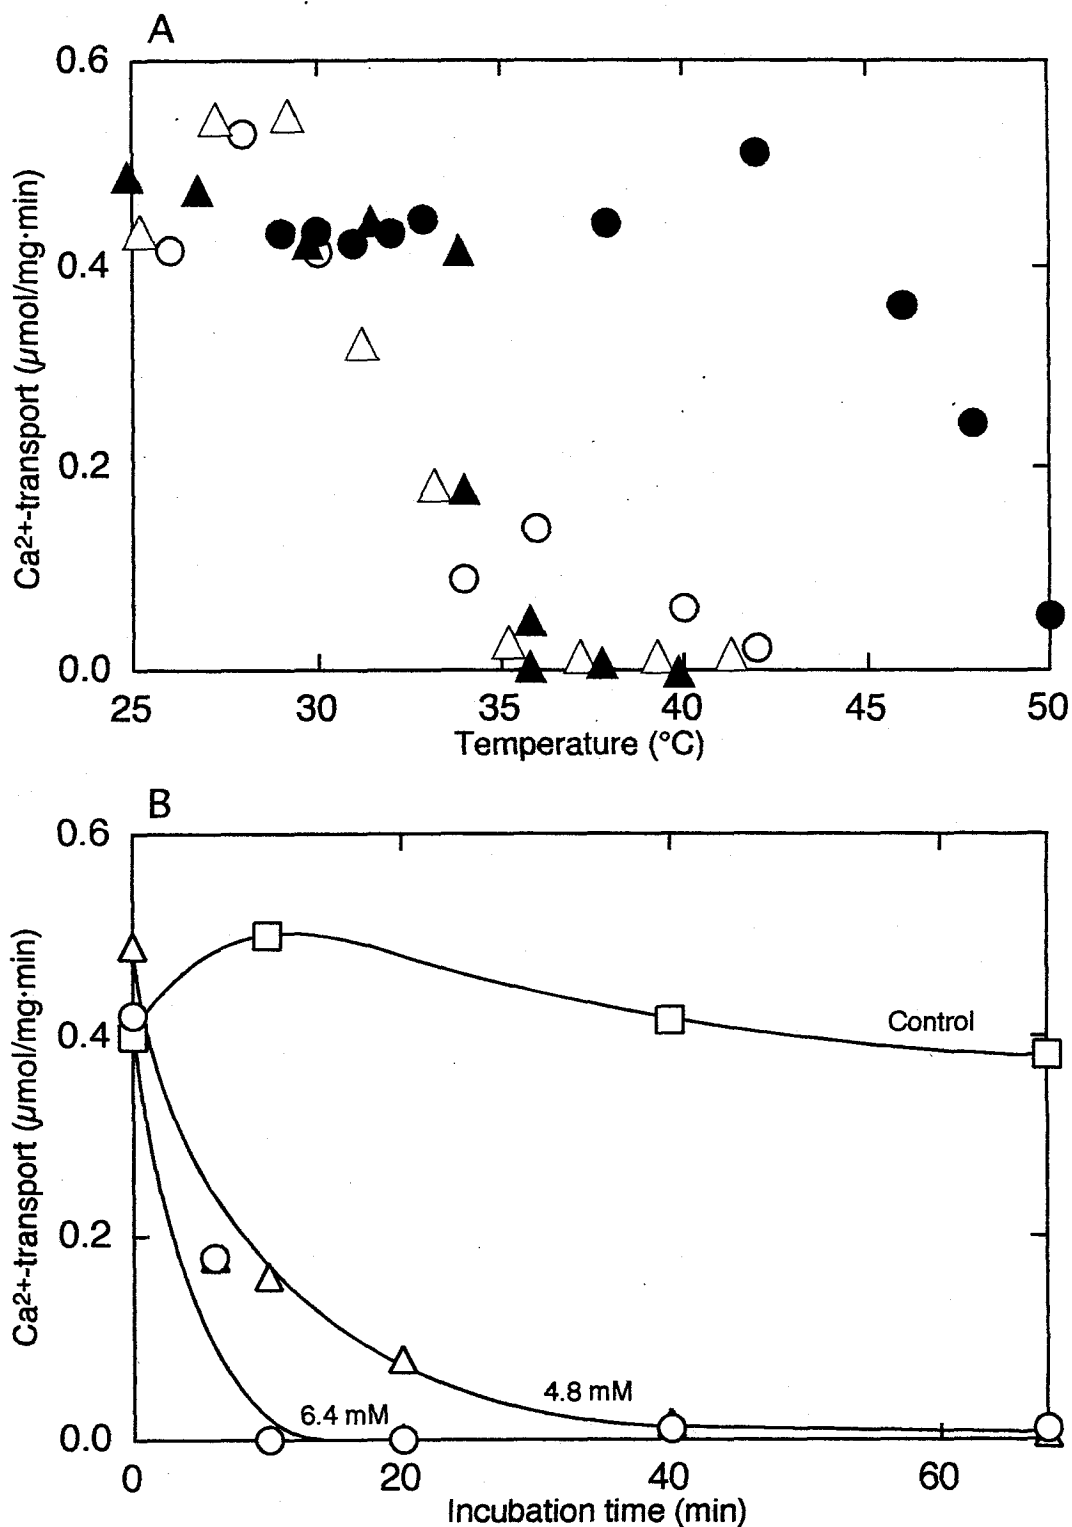 A
0.6
0.4
0.2
0.0
Ca2+-transport (µmol/mg·min)
25 30 35 40 45 50
Temperature (°C)
B
0.6
0.4
0.2
0.0
Ca2+-transport (µmol/mg·min)
Control
4.8 mM
6.4 mM
0 20 40 60
Incubation time (min)